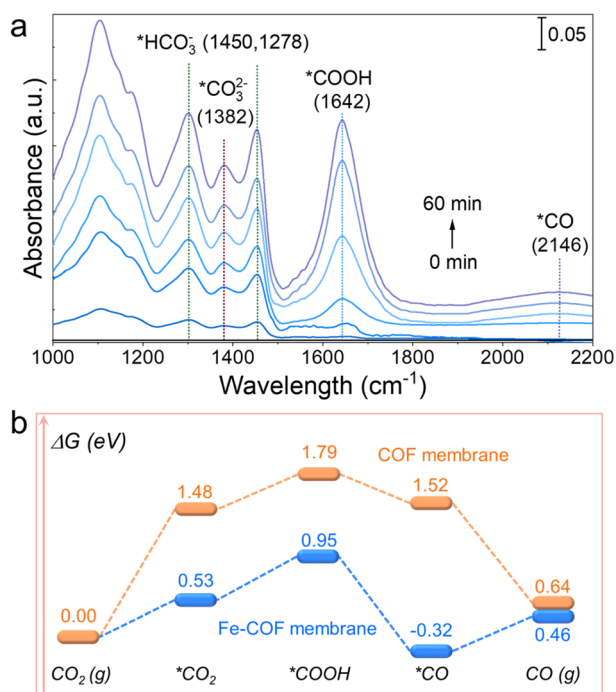 a
*HCO₃⁻ (1450,1278)
0.05
*CO₃²⁻
(1382)
*COOH
(1642)
60 min
0 min
*CO
(2146)
Absorbance (a.u.)
1000 1200 1400 1600 1800 2000 2200
Wavelength (cm⁻¹)
b
ΔG (eV)
COF membrane
1.79
1.48
1.52
0.95
0.53
0.64
0.00
Fe-COF membrane
-0.32
0.46
CO₂ (g) *CO₂ *COOH *CO CO (g)